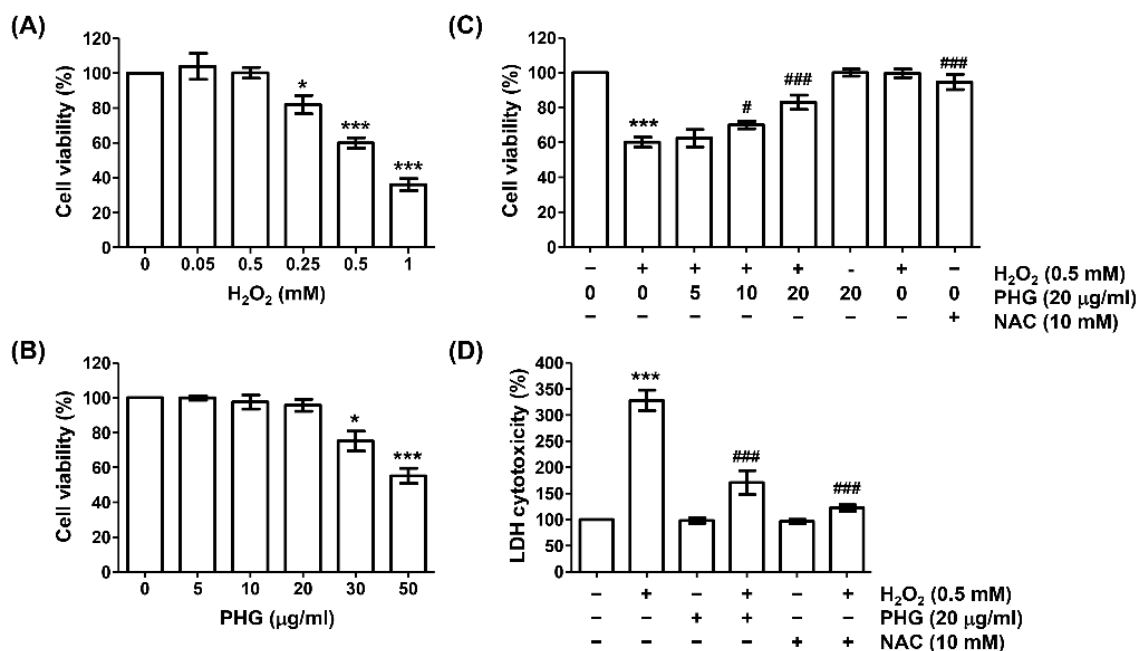 (A)
Cell viability (%)
120
100
80
60
40
20
0
*
***
***
0 0.05 0.5 0.25 0.5 1
H₂O₂ (mM)
(B)
Cell viability (%)
120
100
80
60
40
20
0
*
***
0 5 10 20 30 50
PHG (μg/ml)
(C)
Cell viability (%)
120
100
80
60
40
20
0
***
#
###
###
– + + + + - + – H₂O₂ (0.5 mM)
0 0 5 10 20 20 0 0 PHG (20 μg/ml)
– – – – – – – + NAC (10 mM)
(D)
LDH cytotoxicity (%)
400
350
300
250
200
150
100
50
0
***
###
###
– + – + – + H₂O₂ (0.5 mM)
– – + + – – PHG (20 μg/ml)
– – – – + + NAC (10 mM)